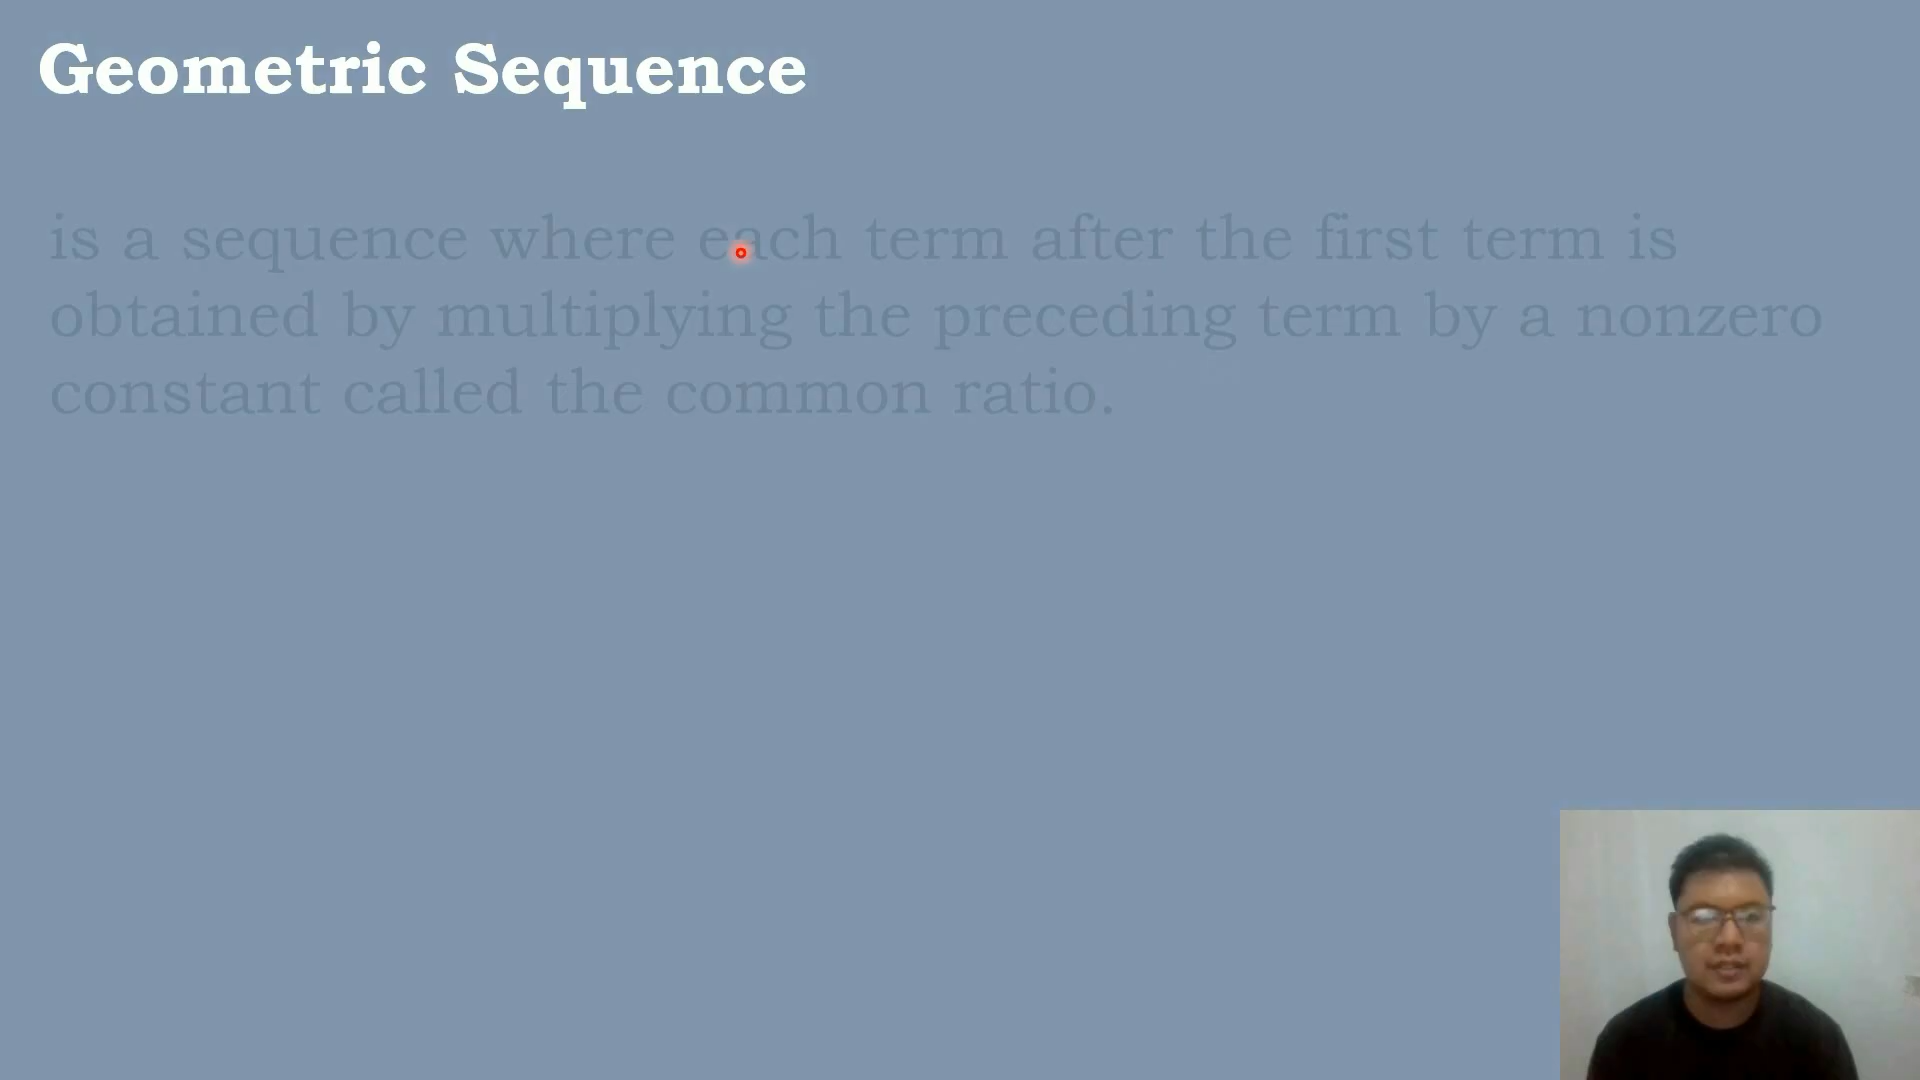 Geometric Sequence
is a sequence where each term after the first term is
obtained by multiplying the preceding term by a nonzero
constant called the common ratio.